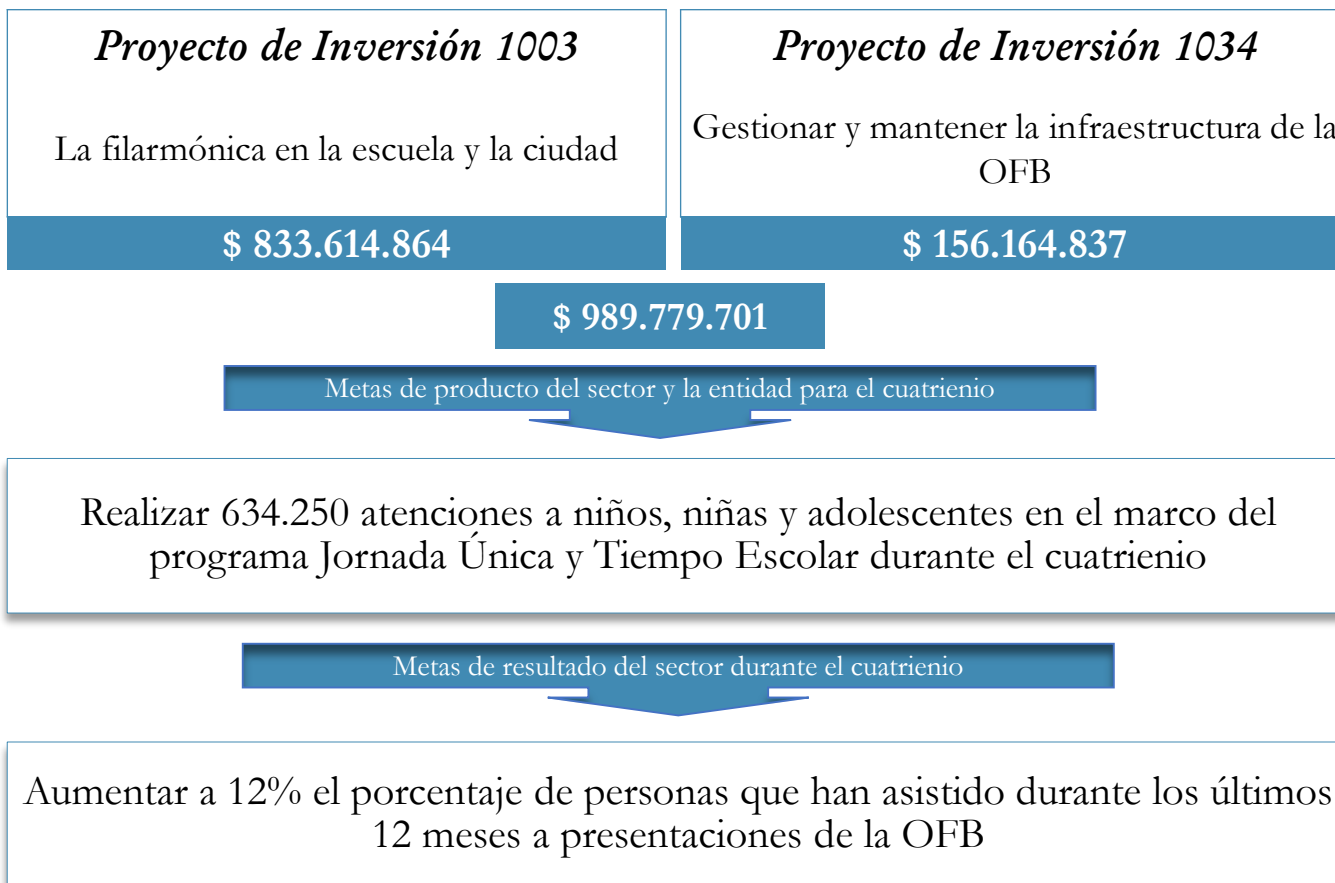 Proyecto de Inversión 1003
La filarmónica en la escuela y la ciudad
$ 833.614.864
Proyecto de Inversión 1034
Gestionar y mantener la infraestructura de la
OFB
$ 156.164.837
$ 989.779.701
Metas de producto del sector y la entidad para el cuatrienio
Realizar 634.250 atenciones a niños, niñas y adolescentes en el marco del
programa Jornada Única y Tiempo Escolar durante el cuatrienio
Metas de resultado del sector durante el cuatrienio
Aumentar a 12% el porcentaje de personas que han asistido durante los últimos
12 meses a presentaciones de la OFB